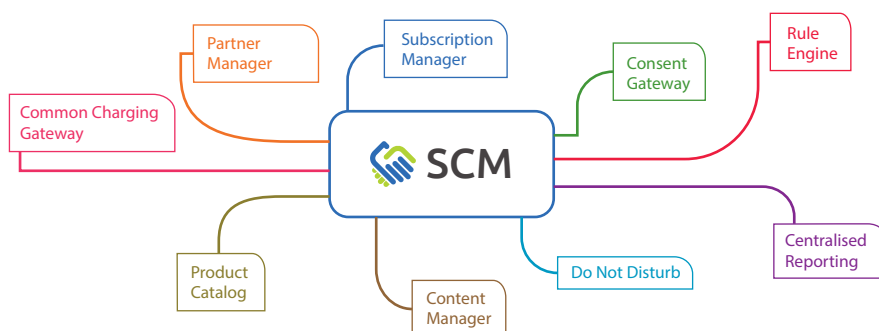 Partner
Manager
Subscription
Manager
Consent
Gateway
Rule
Engine
Common Charging
Gateway
SCM
Product
Catalog
Content
Manager
Do Not Disturb
Centralised
Reporting